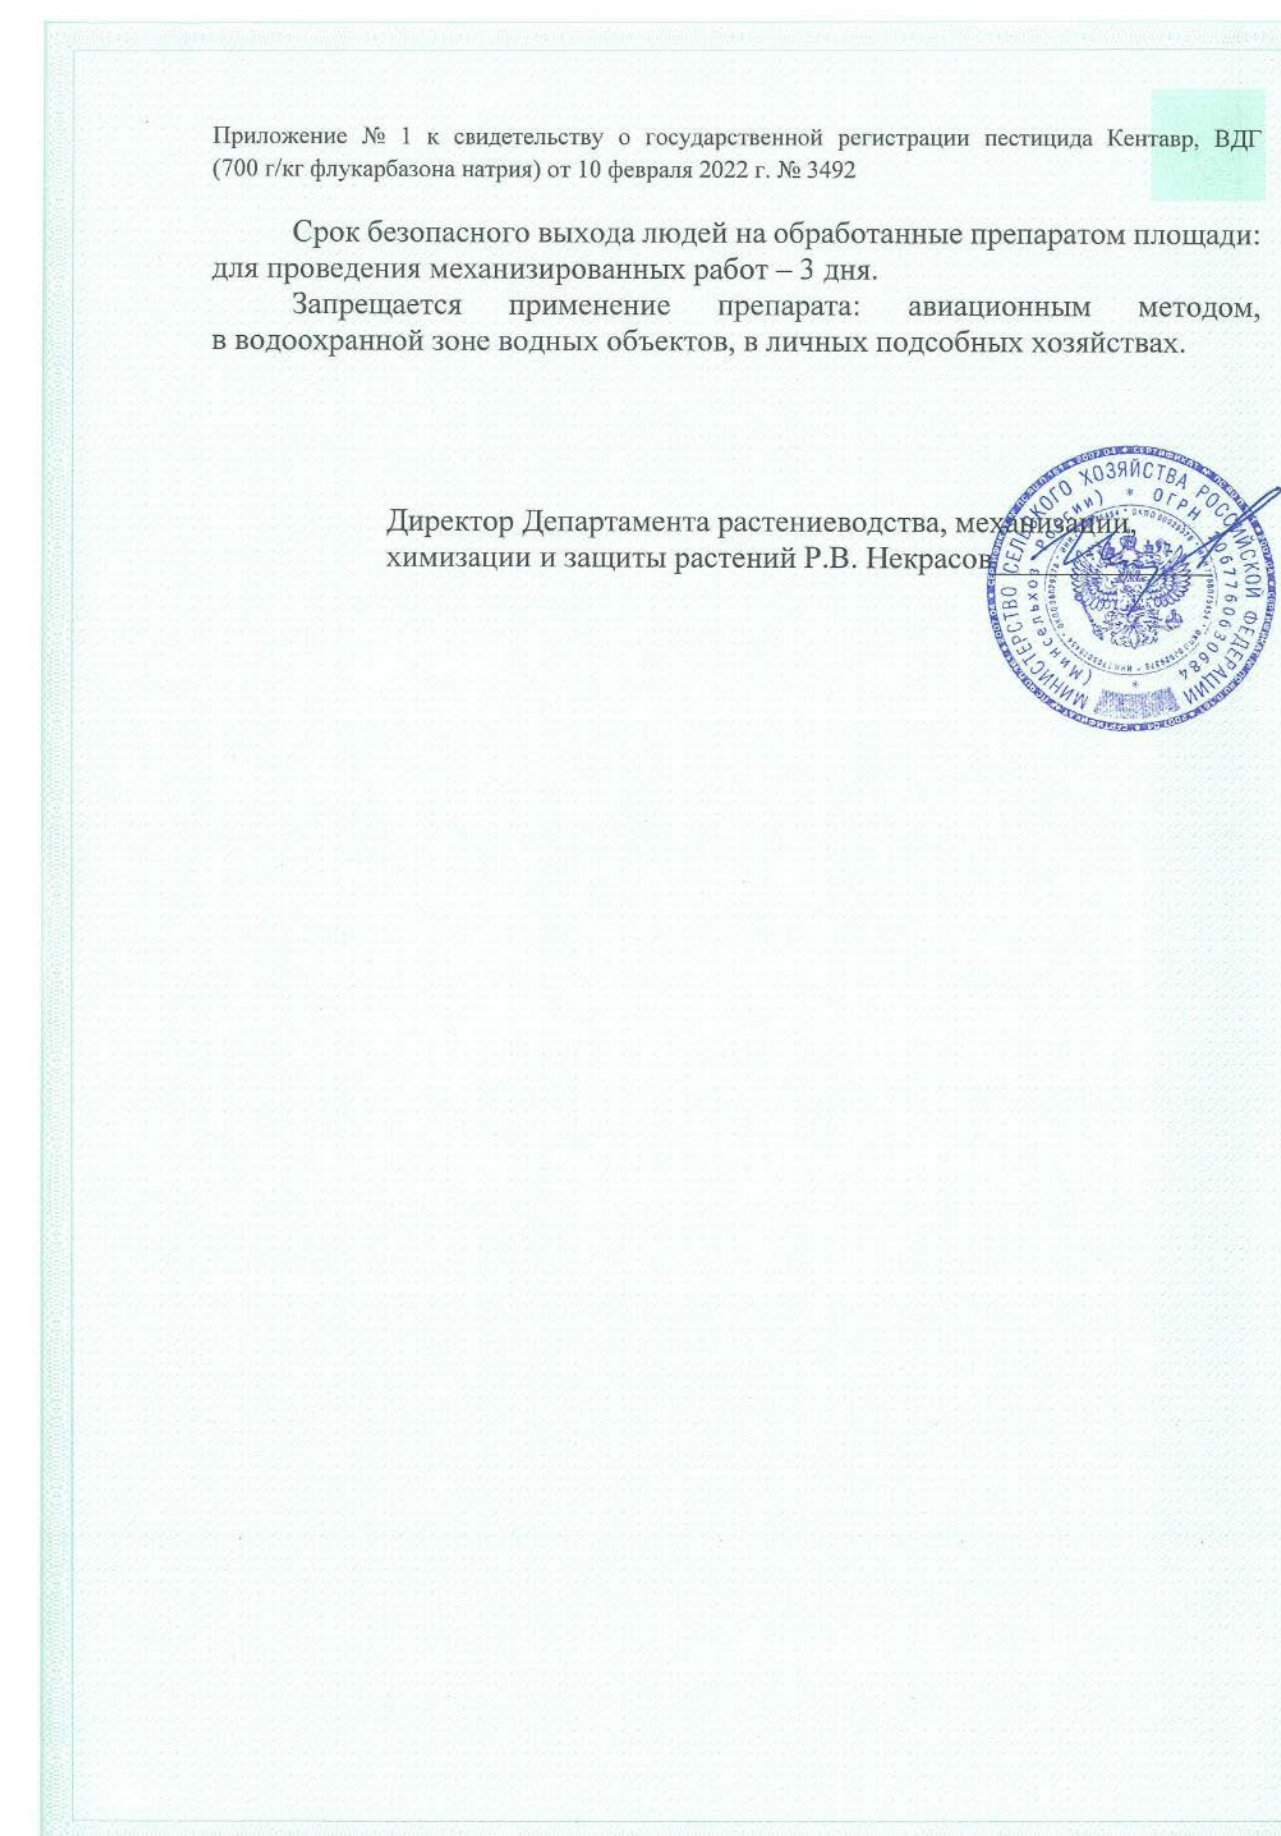 Приложение № 1 к свидетельству о государственной регистрации пестицида Кентавр, ВДГ
(700 г/кг флукарбазона натрия) от 10 февраля 2022 г. № 3492
Срок безопасного выхода людей на обработанные препаратом площади:
для проведения механизированных работ – 3 дня.
Запрещается применение препарата: авиационным методом,
в водоохранной зоне водных объектов, в личных подсобных хозяйствах.
Директор Департамента растениеводства, механизации,
химизации и защиты растений Р.В. Некрасов
МИНИСТЕРСТВО СЕЛЬСКОГО ХОЗЯЙСТВА РОССИЙСКОЙ ФЕДЕРАЦИИ
(МИНСЕЛЬХОЗ РОССИИ) * ОГРН 1067760630684 *